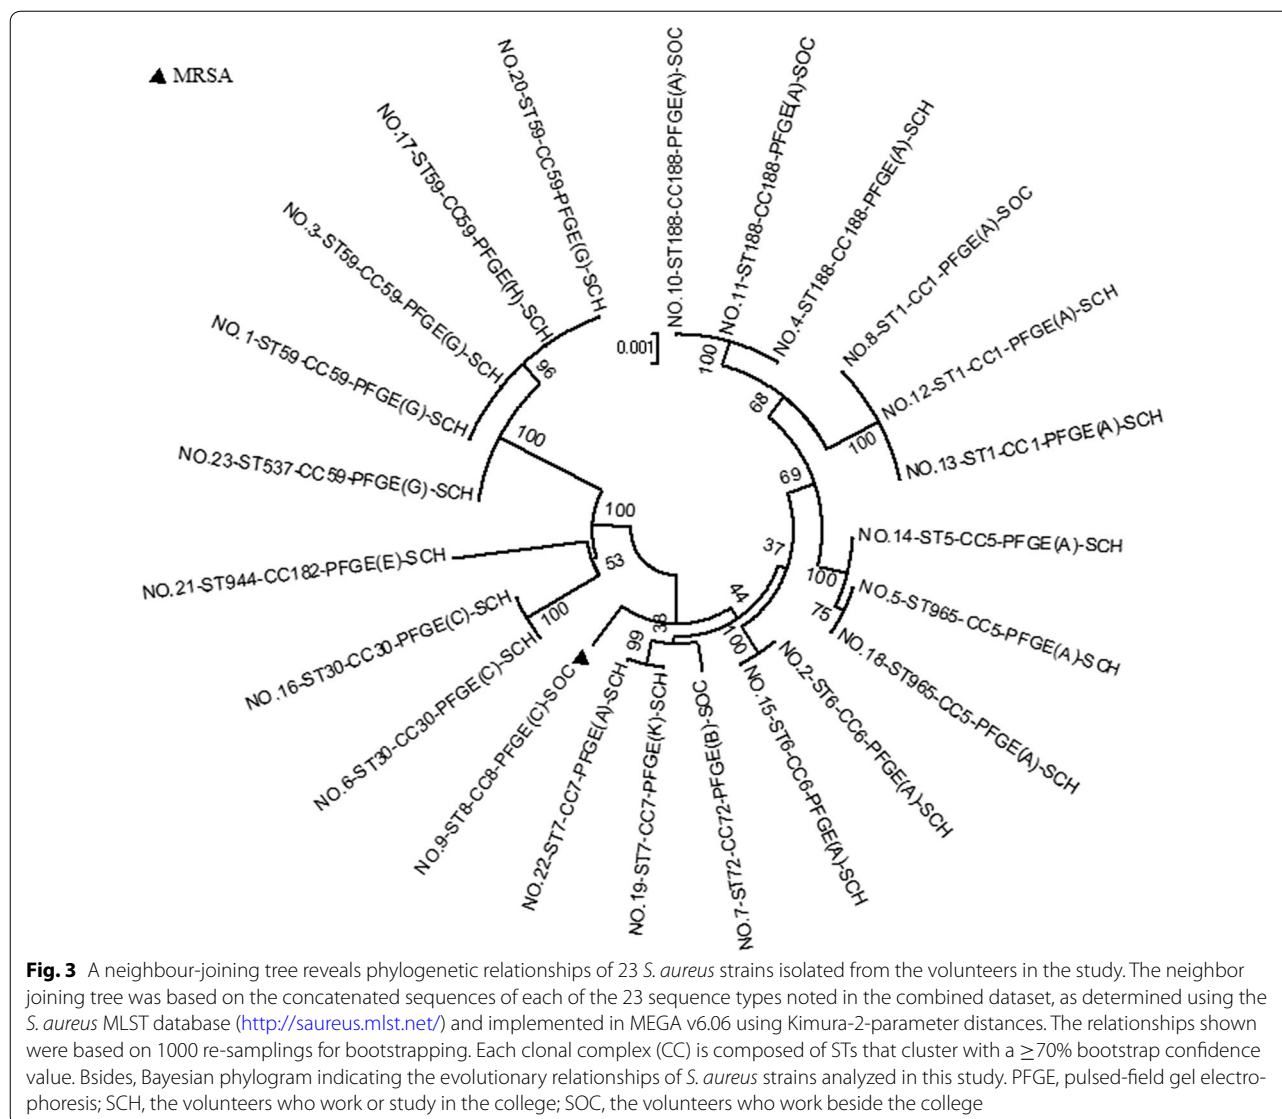 MRSA
NO.20-ST59-CC59-PFGE(G)-SCH
NO.17-ST59-CC59-PFGE(H)-SCH
NO.3-ST59-CC59-PFGE(G)-SCH
NO.1-ST59-CC59-PFGE(G)-SCH
NO.23-ST537-CC59-PFGE(G)-SCH
NO.21-ST944-CC182-PFGE(E)-SCH
NO.16-ST30-CC30-PFGE(C)-SCH
NO.6-ST30-CC30-PFGE(C)-SCH
NO.9-ST8-CC8-PFGE(C)-SOC
NO.22-ST7-CC7-PFGE(A)-SCH
NO.19-ST7-CC7-PFGE(K)-SCH
NO.7-ST72-CC72-PFGE(B)-SOC
NO.15-ST6-CC6-PFGE(A)-SCH
NO.2-ST6-CC6-PFGE(A)-SCH
NO.18-ST965-CC5-PFGE(A)-SCH
NO.5-ST965-CC5-PFGE(A)-SCH
NO.14-ST5-CC5-PFGE(A)-SCH
NO.13-ST1-CC1-PFGE(A)-SCH
NO.12-ST1-CC1-PFGE(A)-SCH
NO.8-ST1-CC1-PFGE(A)-SOC
NO.4-ST188-CC188-PFGE(A)-SCH
NO.11-ST188-CC188-PFGE(A)-SOC
NO.10-ST188-CC188-PFGE(A)-SOC
0.001
96
100
100
53
100
99
38
44
100
37
75
100
69
68
100
100
Fig. 3 A neighbour-joining tree reveals phylogenetic relationships of 23 S. aureus strains isolated from the volunteers in the study. The neighbor
joining tree was based on the concatenated sequences of each of the 23 sequence types noted in the combined dataset, as determined using the
S. aureus MLST database (http://saureus.mlst.net/) and implemented in MEGA v6.06 using Kimura-2-parameter distances. The relationships shown
were based on 1000 re-samplings for bootstrapping. Each clonal complex (CC) is composed of STs that cluster with a ≥70% bootstrap confidence
value. Bsides, Bayesian phylogram indicating the evolutionary relationships of S. aureus strains analyzed in this study. PFGE, pulsed-field gel electro-
phoresis; SCH, the volunteers who work or study in the college; SOC, the volunteers who work beside the college